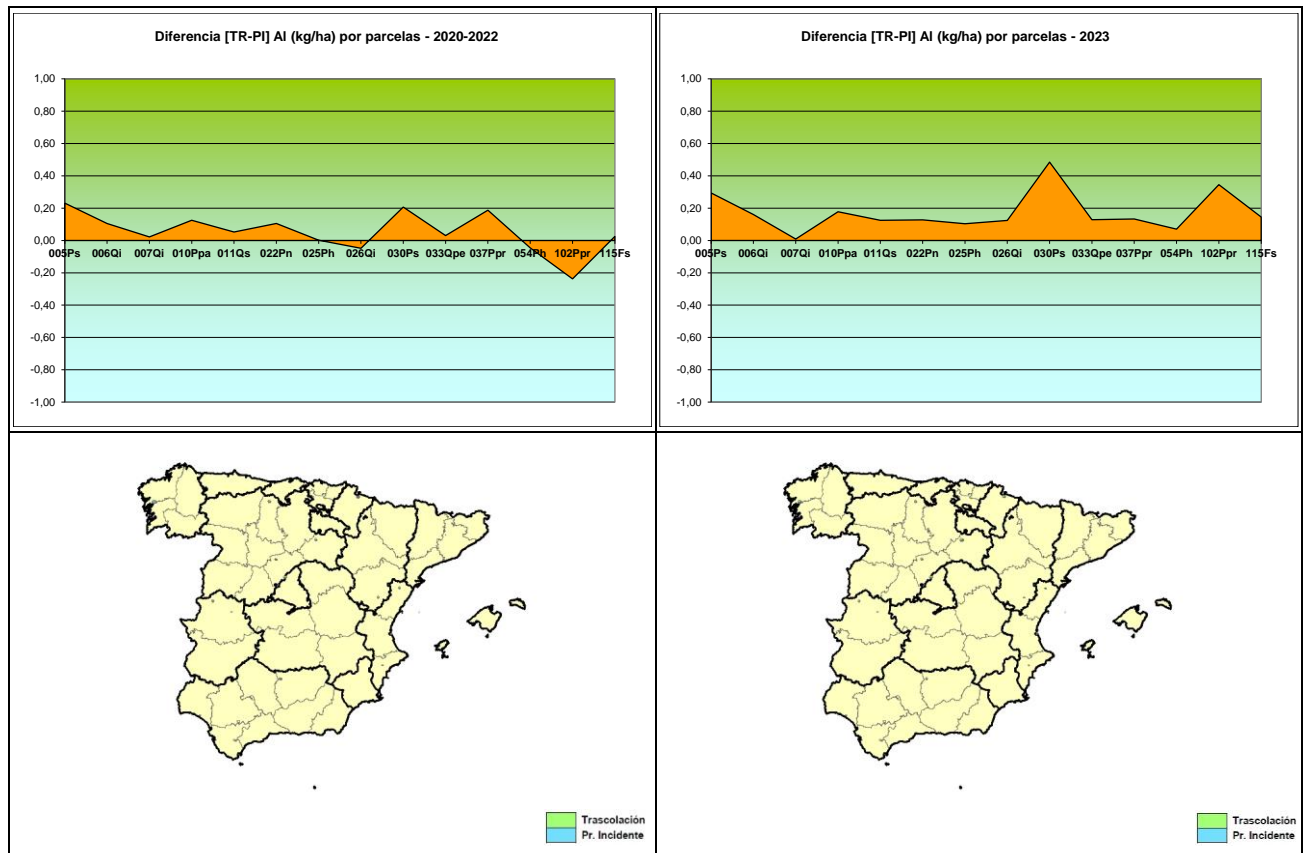 Diferencia [TR-PI] Al (kg/ha) por parcelas - 2020-2022
1,00
0,80
0,60
0,40
0,20
0,00
-0,20
-0,40
-0,60
-0,80
-1,00
005Ps 006Qi 007Qi 010Ppa 011Qs 022Pn 025Ph 026Qi 030Ps 033Qpe 037Ppr 054Ph 102Ppr 115Fs
Diferencia [TR-PI] Al (kg/ha) por parcelas - 2023
1,00
0,80
0,60
0,40
0,20
0,00
-0,20
-0,40
-0,60
-0,80
-1,00
005Ps 006Qi 007Qi 010Ppa 011Qs 022Pn 025Ph 026Qi 030Ps 033Qpe 037Ppr 054Ph 102Ppr 115Fs
Trascolación
Pr. Incidente
Trascolación
Pr. Incidente